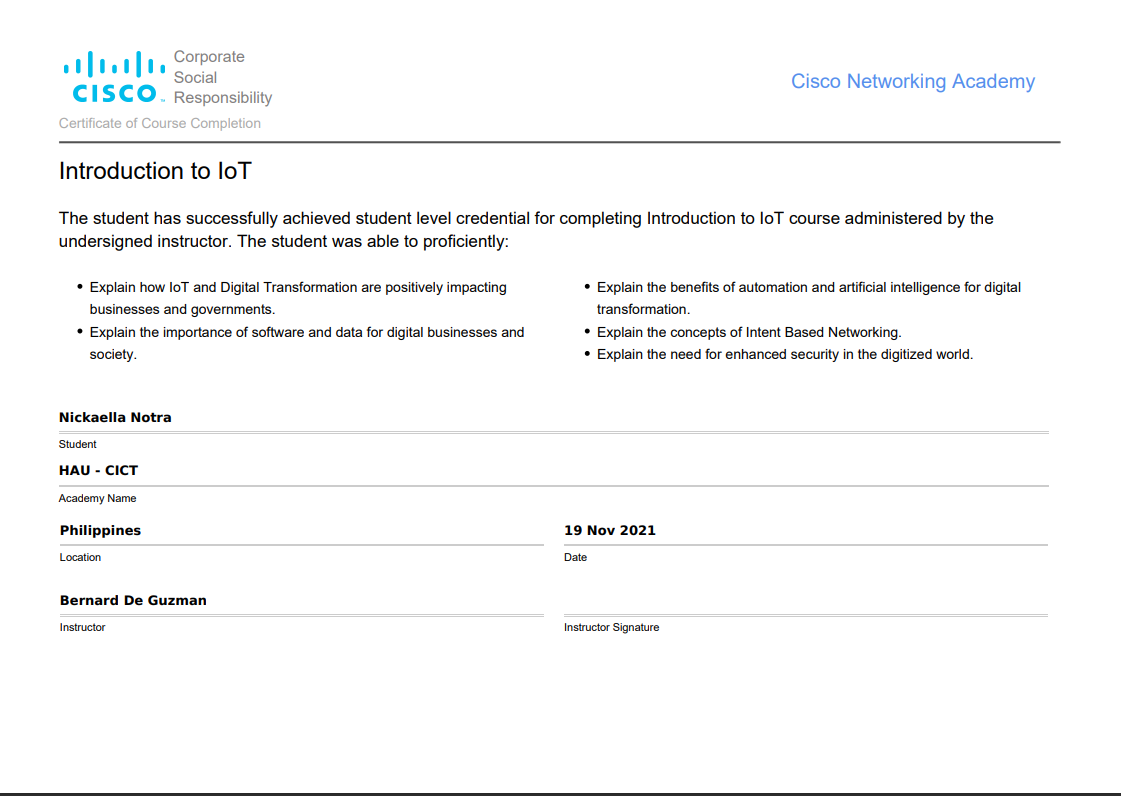 Corporate
Social
CISCO
Responsibility
Cisco Networking Academy
Certificate of Course Completion
Introduction to IoT
The student has successfully achieved student level credential for completing Introduction to IoT course administered by the
undersigned instructor. The student was able to proficiently:
• Explain how IoT and Digital Transformation are positively impacting
businesses and governments.
• Explain the importance of software and data for digital businesses and
society.
• Explain the benefits of automation and artificial intelligence for digital
transformation.
• Explain the concepts of Intent Based Networking.
• Explain the need for enhanced security in the digitized world.
Nickaella Notra
Student
HAU - CICT
Academy Name
Philippines
Location
19 Nov 2021
Date
Bernard De Guzman
Instructor
Instructor Signature